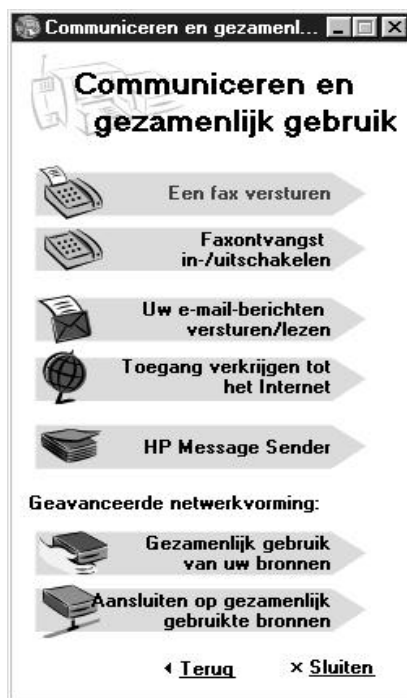 Communiceren en gezamenl...
Communiceren en
gezamenlijk gebruik
Een fax versturen
Faxontvangst
in-/uitschakelen
Uw e-mail-berichten
versturen/lezen
Toegang verkrijgen tot
het Internet
HP Message Sender
Geavanceerde netwerkvorming:
Gezamenlijk gebruik
van uw bronnen
Aansluiten op gezamenlijk
gebruikte bronnen
Terug
Sluiten